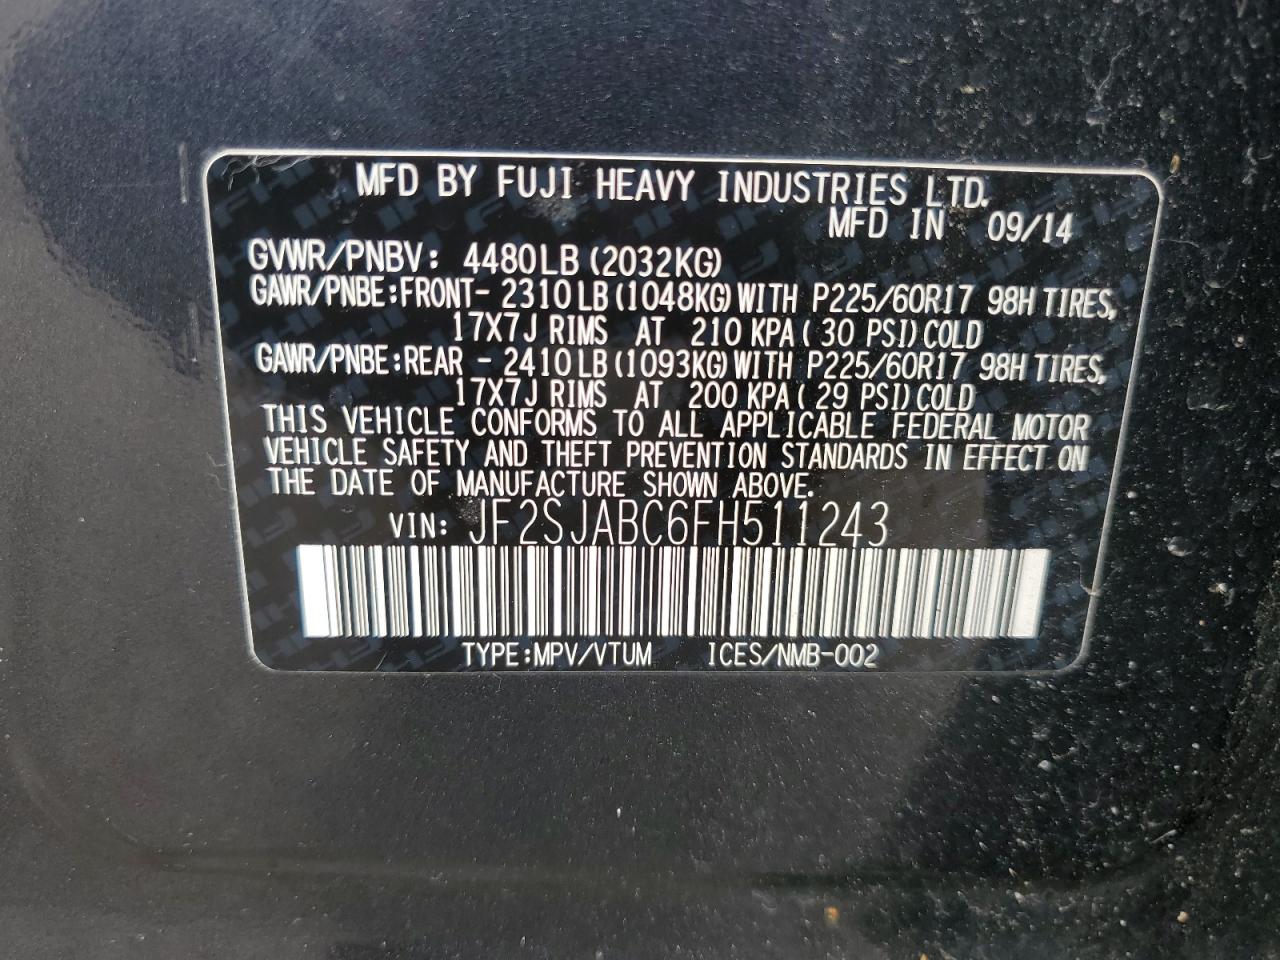 MFD BY FUJI HEAVY INDUSTRIES LTD.
MFD IN 09/14
GVWR/PNBV: 4480LB (2032KG)
GAWR/PNBE:FRONT- 2310LB(1048KG)WITH P225/60R17 98H TIRES,
17X7J RIMS AT 210 KPA( 30 PSI)COLD
GAWR/PNBE:REAR - 2410LB(1093KG)WITH P225/60R17 98H TIRES,
17X7J RIMS AT 200 KPA( 29 PSI)COLD
THIS VEHICLE CONFORMS TO ALL APPLICABLE FEDERAL MOTOR
VEHICLE SAFETY AND THEFT PREVENTION STANDARDS IN EFFECT ON
THE DATE OF MANUFACTURE SHOWN ABOVE.
VIN: JF2SJABC6FH511243
TYPE:MPV/VTUM ICES/NMB-002